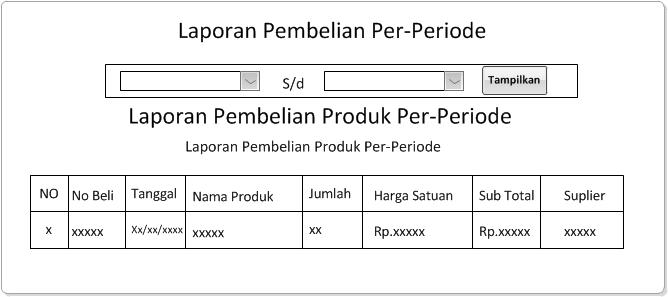 Laporan Pembelian Per-Periode
S/d Tampilkan
Laporan Pembelian Produk Per-Periode
Laporan Pembelian Produk Per-Periode
NO No Beli Tanggal Nama Produk Jumlah Harga Satuan Sub Total Suplier
x xxxxx Xx/xx/xxxx xxxxx xx Rp.xxxxx Rp.xxxxx xxxxx